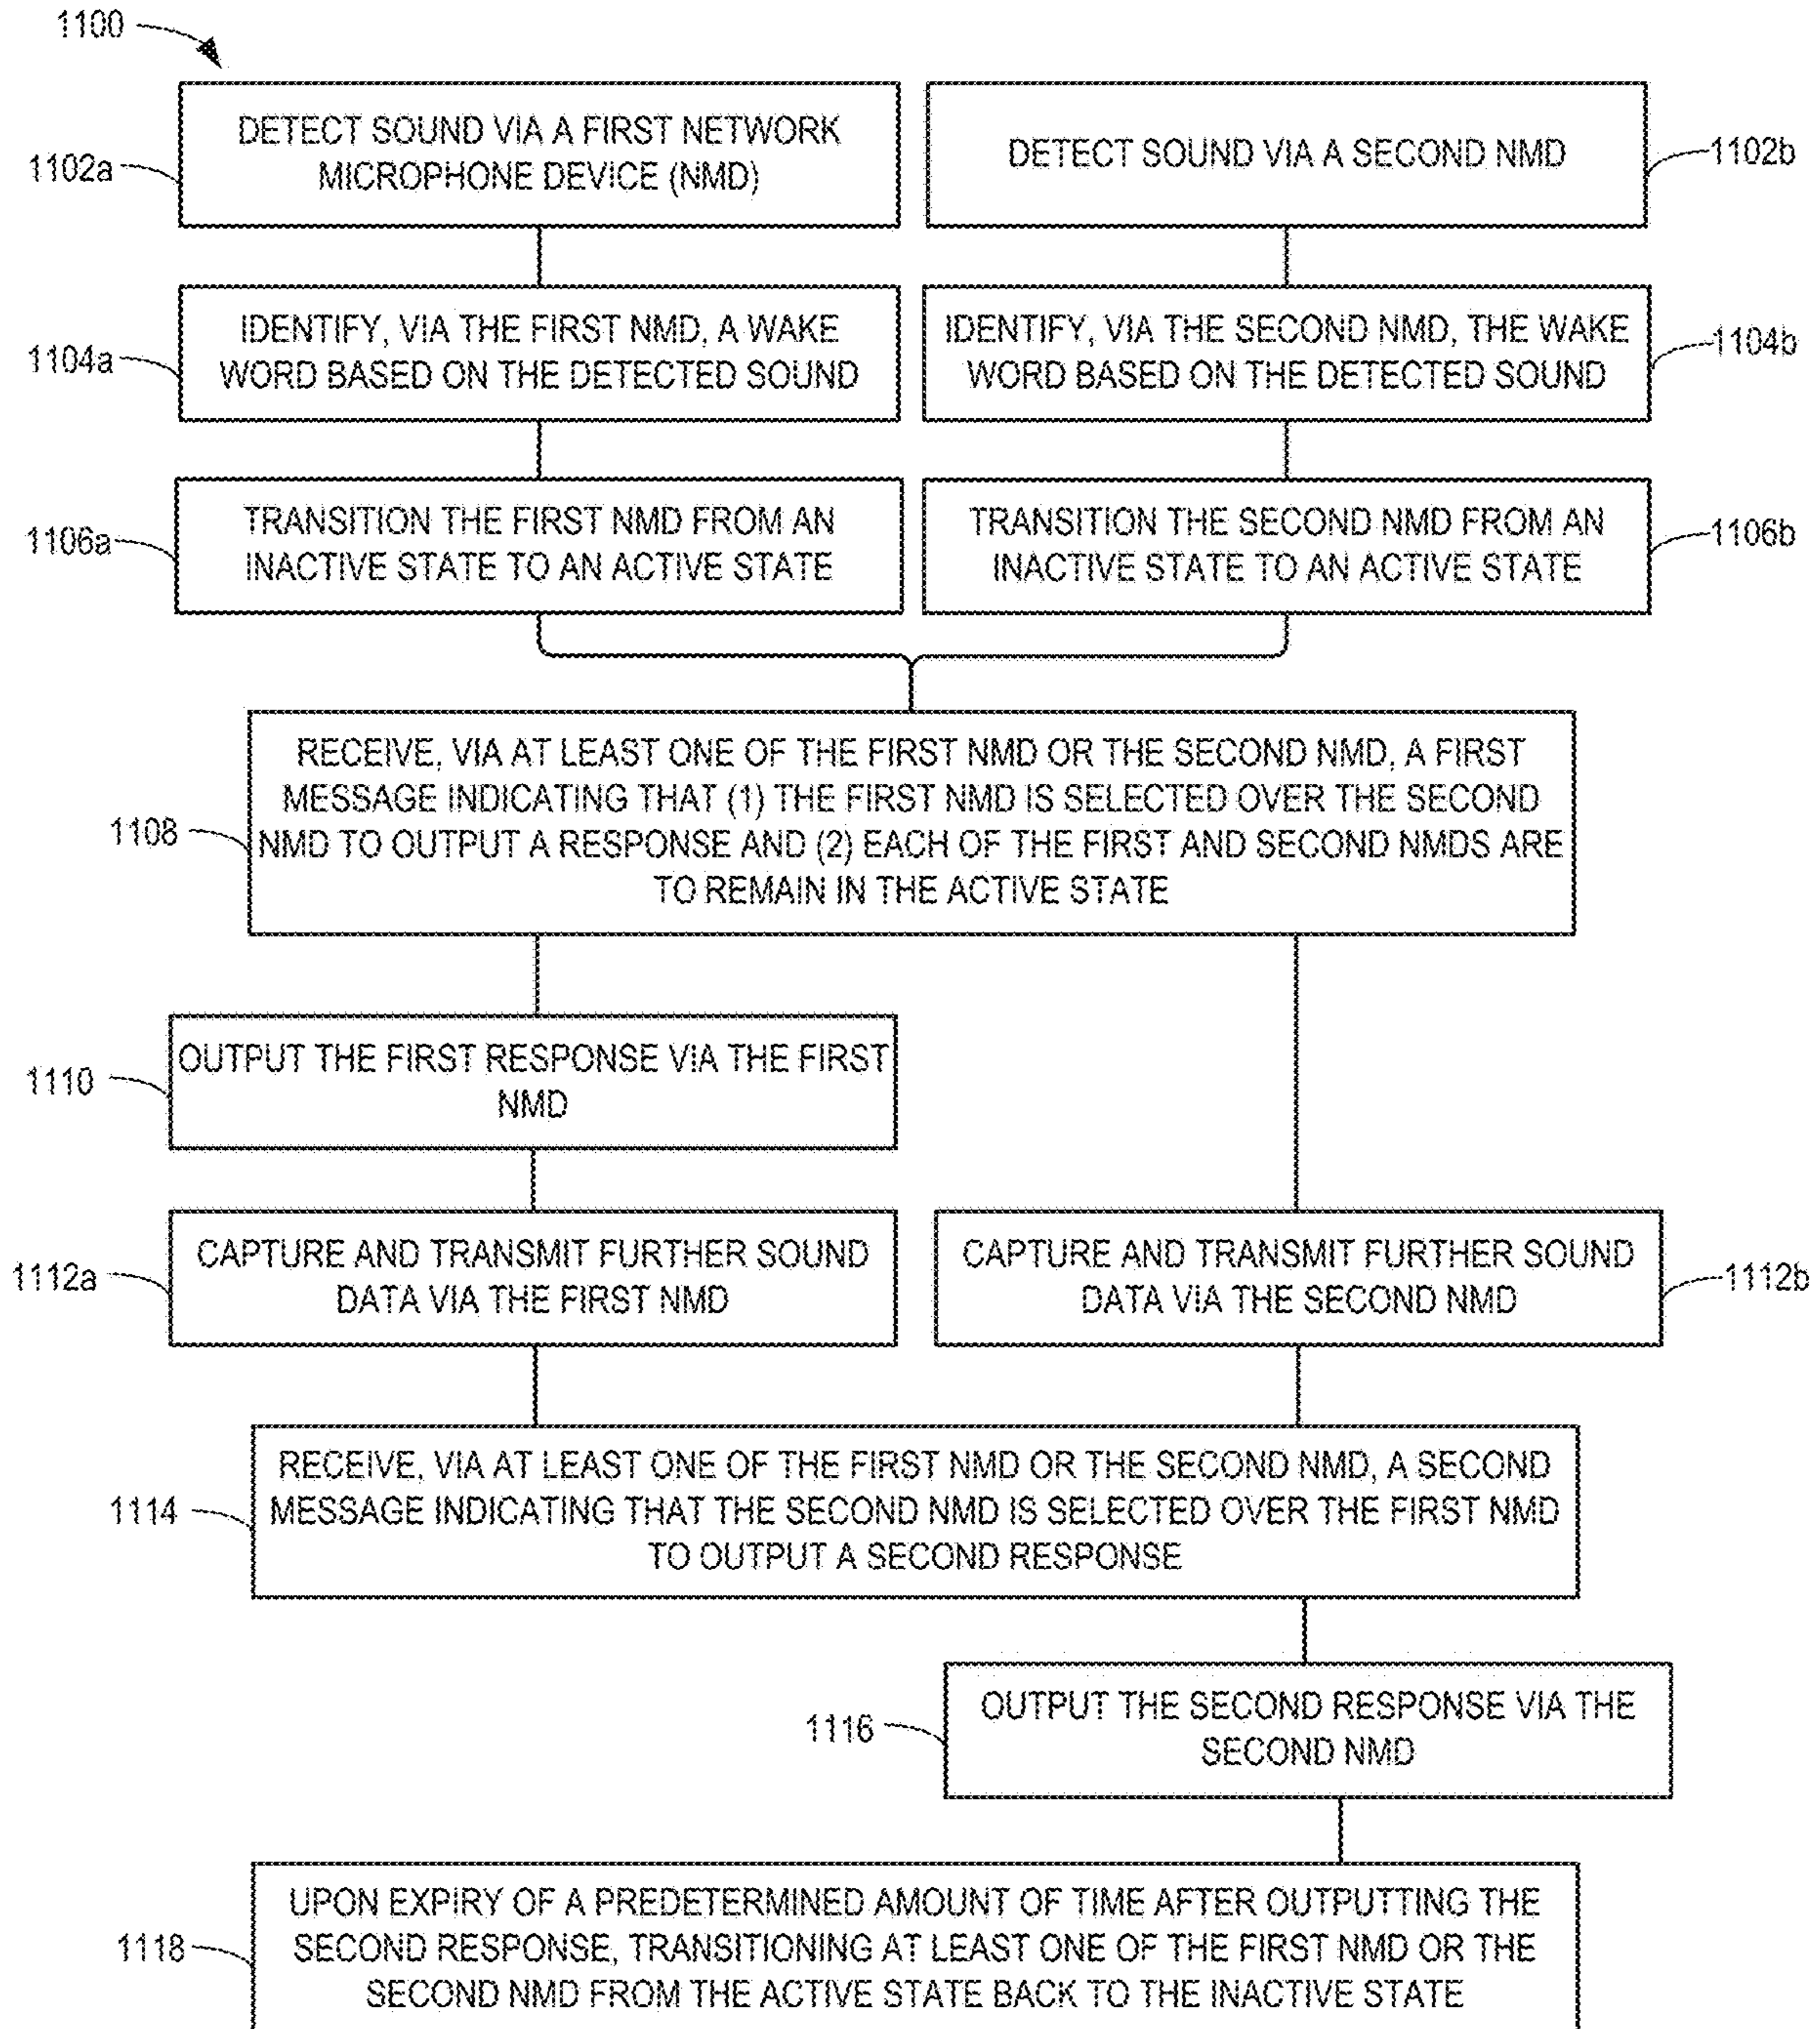 1100
DETECT SOUND VIA A FIRST NETWORK
MICROPHONE DEVICE (NMD)
1102a
DETECT SOUND VIA A SECOND NMD
1102b
IDENTIFY, VIA THE FIRST NMD, A WAKE
WORD BASED ON THE DETECTED SOUND
1104a
IDENTIFY, VIA THE SECOND NMD, THE WAKE
WORD BASED ON THE DETECTED SOUND
1104b
TRANSITION THE FIRST NMD FROM AN
INACTIVE STATE TO AN ACTIVE STATE
1106a
TRANSITION THE SECOND NMD FROM AN
INACTIVE STATE TO AN ACTIVE STATE
1106b
RECEIVE, VIA AT LEAST ONE OF THE FIRST NMD OR THE SECOND NMD, A FIRST
MESSAGE INDICATING THAT (1) THE FIRST NMD IS SELECTED OVER THE SECOND
NMD TO OUTPUT A RESPONSE AND (2) EACH OF THE FIRST AND SECOND NMDS ARE
TO REMAIN IN THE ACTIVE STATE
1108
OUTPUT THE FIRST RESPONSE VIA THE FIRST
NMD
1110
CAPTURE AND TRANSMIT FURTHER SOUND
DATA VIA THE FIRST NMD
1112a
CAPTURE AND TRANSMIT FURTHER SOUND
DATA VIA THE SECOND NMD
1112b
RECEIVE, VIA AT LEAST ONE OF THE FIRST NMD OR THE SECOND NMD, A SECOND
MESSAGE INDICATING THAT THE SECOND NMD IS SELECTED OVER THE FIRST NMD
TO OUTPUT A SECOND RESPONSE
1114
OUTPUT THE SECOND RESPONSE VIA THE
SECOND NMD
1116
UPON EXPIRY OF A PREDETERMINED AMOUNT OF TIME AFTER OUTPUTTING THE
SECOND RESPONSE, TRANSITIONING AT LEAST ONE OF THE FIRST NMD OR THE
SECOND NMD FROM THE ACTIVE STATE BACK TO THE INACTIVE STATE
1118